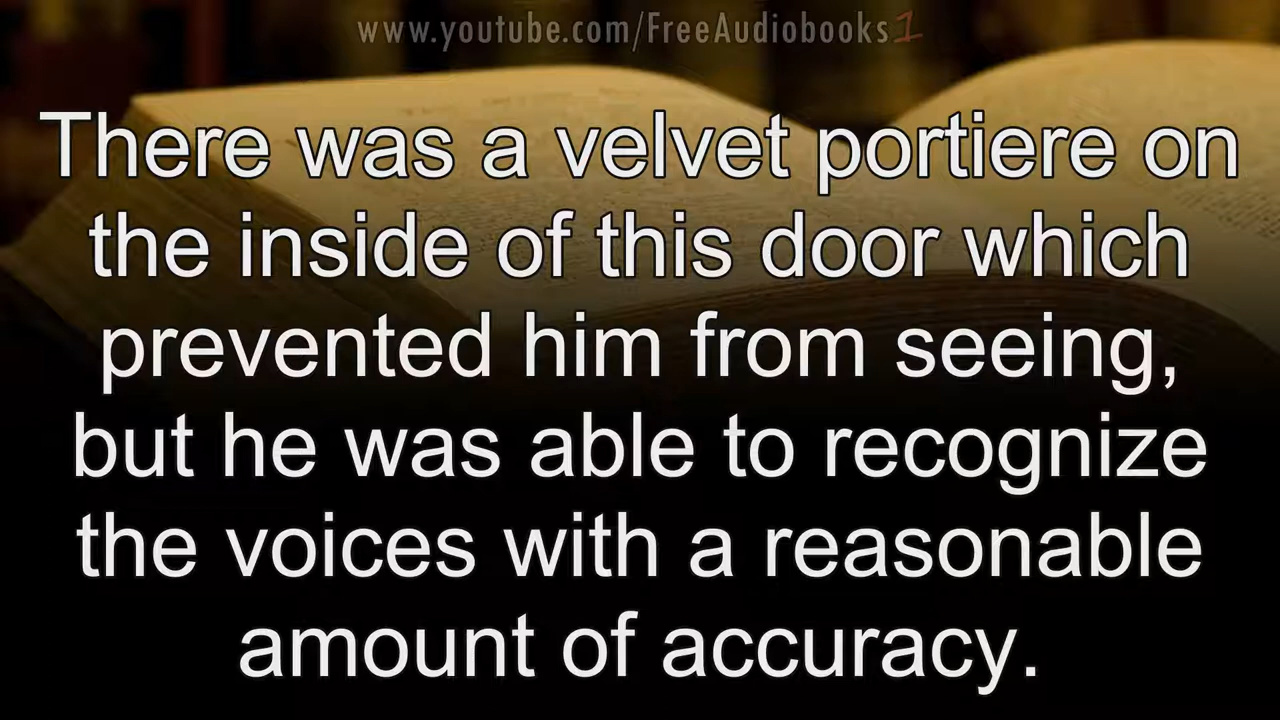 www.youtube.com/FreeAudiobooks1
There was a velvet portiere on
the inside of this door which
prevented him from seeing,
but he was able to recognize
the voices with a reasonable
amount of accuracy.